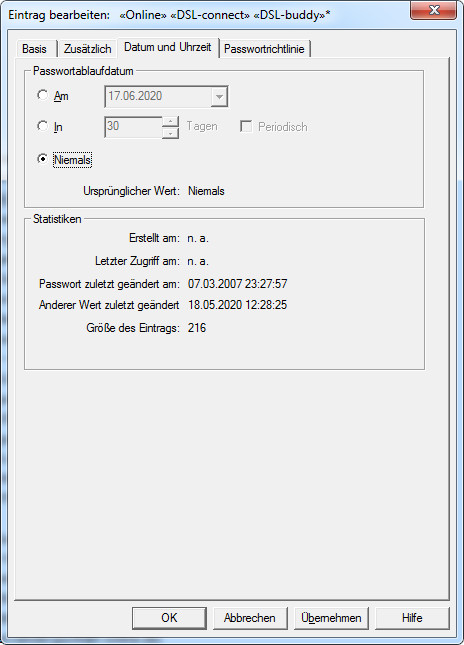 Eintrag bearbeiten: «Online» «DSL-connect» «DSL-buddy»*
Basis Zusätzlich Datum und Uhrzeit Passwortrichtlinie
Passwortablaufdatum
Am 17.06.2020
In 30 Tagen Periodisch
Niemals
Ursprünglicher Wert: Niemals
Statistiken
Erstellt am: n. a.
Letzter Zugriff am: n. a.
Passwort zuletzt geändert am: 07.03.2007 23:27:57
Anderer Wert zuletzt geändert 18.05.2020 12:28:25
Größe des Eintrags: 216
OK Abbrechen Übernehmen Hilfe